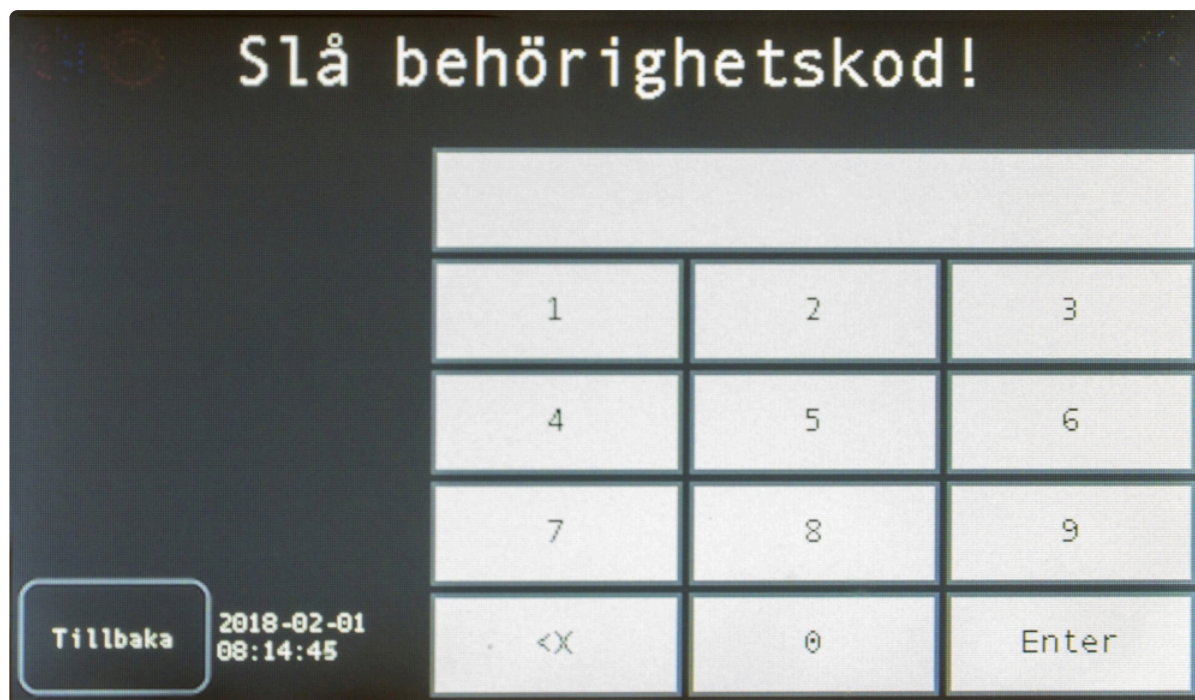 Slå behörighetskod!
1 2 3
4 5 6
7 8 9
<X 0 Enter
Tillbaka
2018-02-01
08:14:45